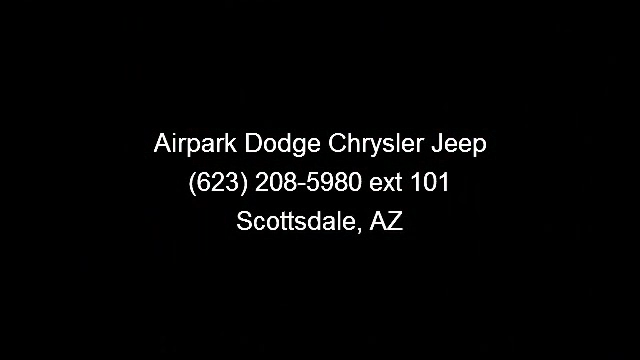 Airpark Dodge Chrysler Jeep
(623) 208-5980 ext 101
Scottsdale, AZ